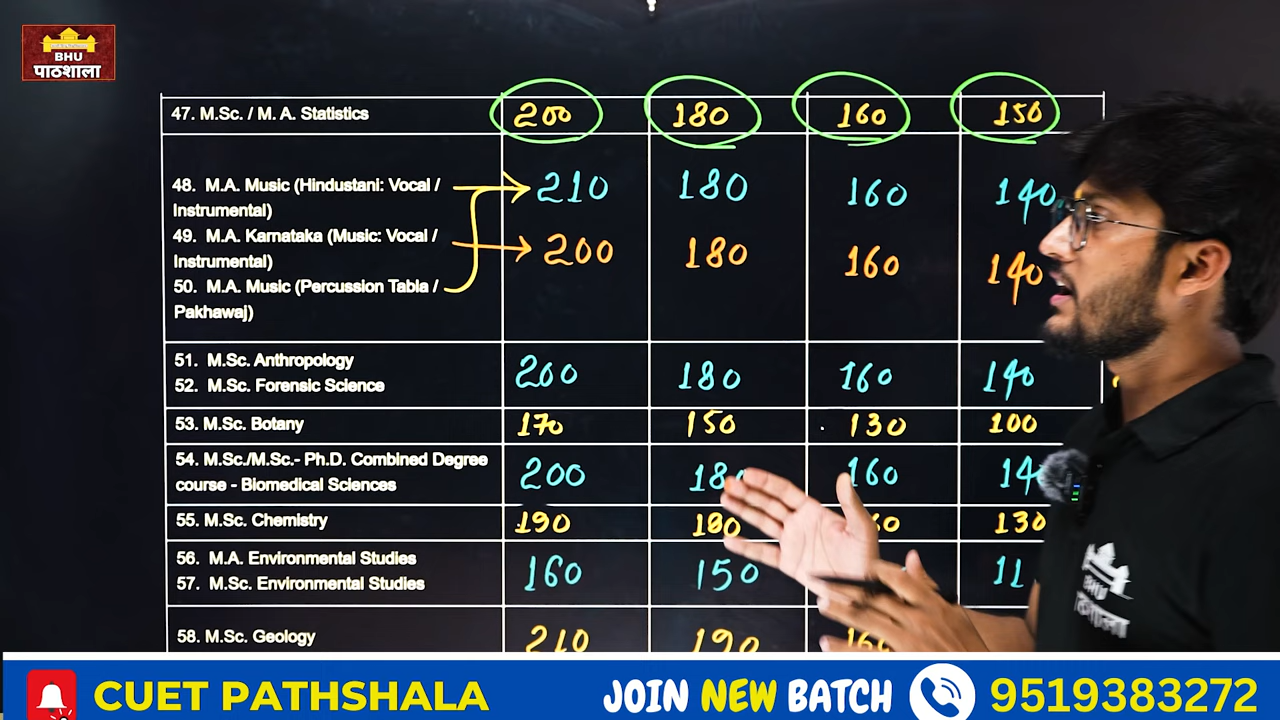 BHU
पाठशाला
47. M.Sc. / M. A. Statistics 200 180 160 150
48. M.A. Music (Hindustani: Vocal / 210 180 160 140
Instrumental)
49. M.A. Karnataka (Music: Vocal / 200 180 160 140
Instrumental)
50. M.A. Music (Percussion Tabla /
Pakhawaj)
51. M.Sc. Anthropology 200 180 160 140
52. M.Sc. Forensic Science
53. M.Sc. Botany 170 150 130 100
54. M.Sc./M.Sc.- Ph.D. Combined Degree 200 180 160
course - Biomedical Sciences
55. M.Sc. Chemistry 190 180 130
56. M.A. Environmental Studies 160 150
57. M.Sc. Environmental Studies
58. M.Sc. Geology 210 190
BHU
CUET PATHSHALA JOIN NEW BATCH 9519383272